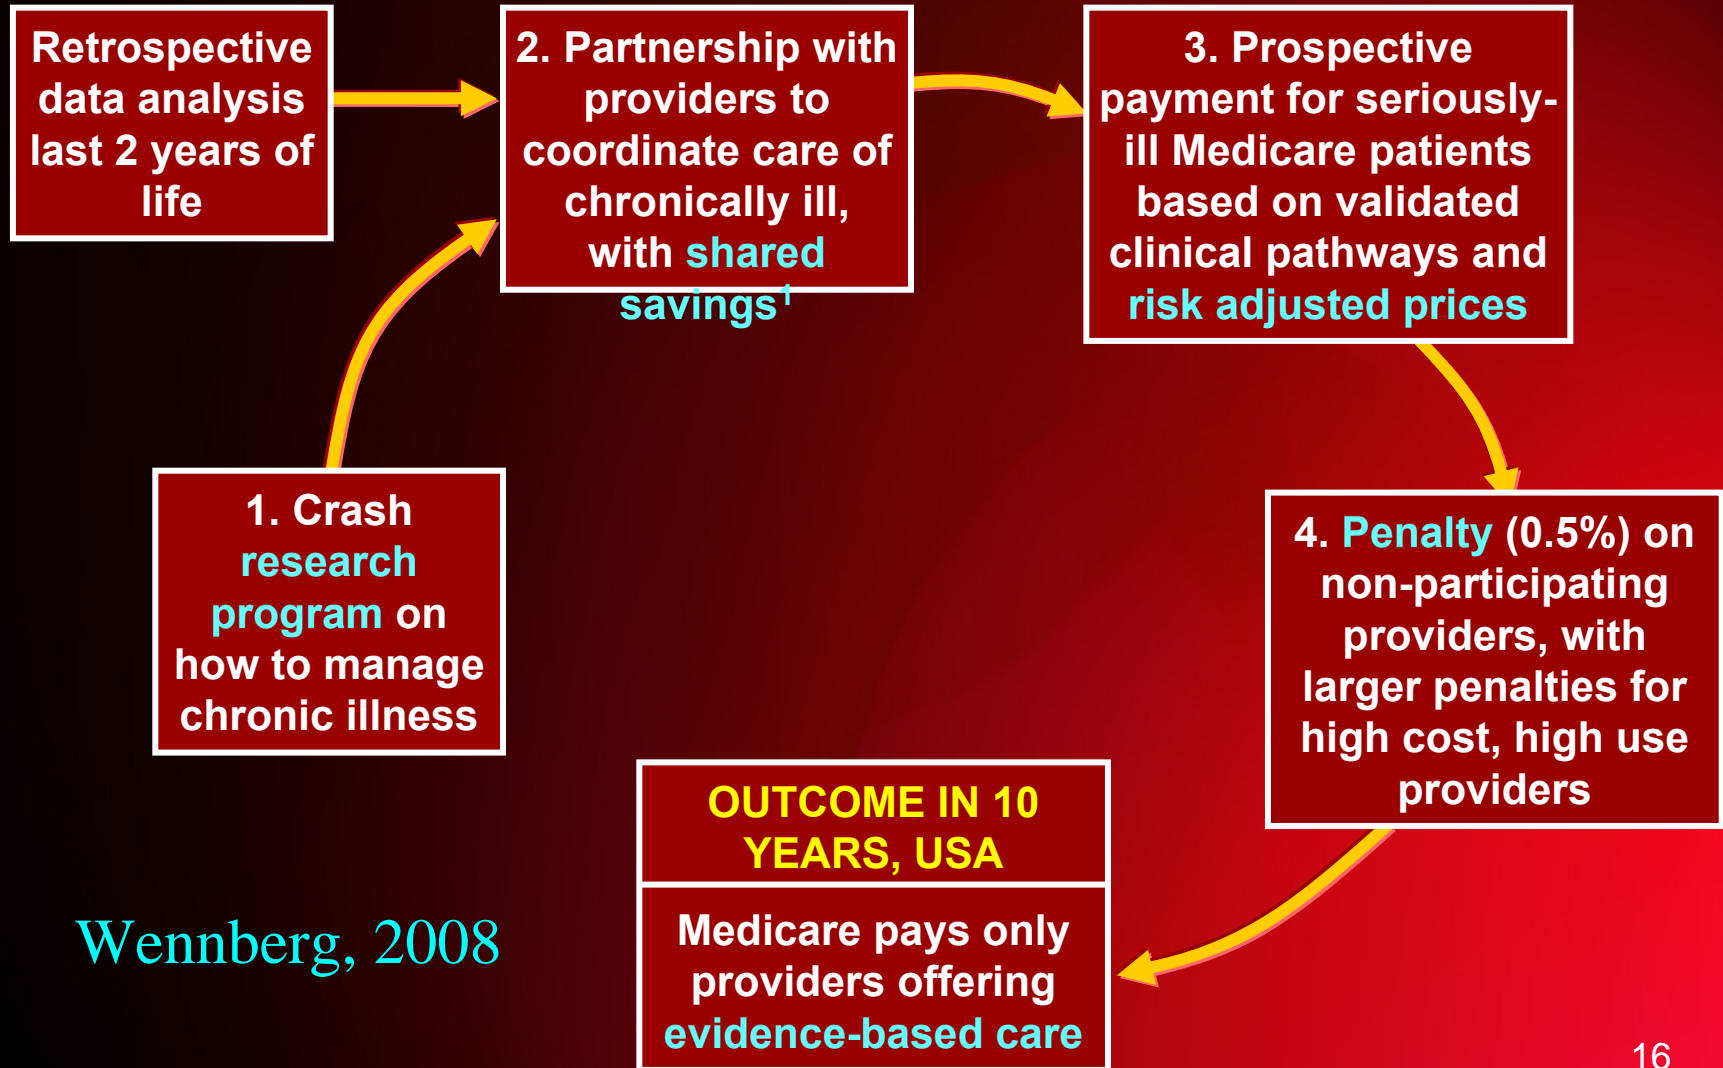 Retrospective
data analysis
last 2 years of
life
2. Partnership with
providers to
coordinate care of
chronically ill,
with shared
savings¹
3. Prospective
payment for seriously-
ill Medicare patients
based on validated
clinical pathways and
risk adjusted prices
1. Crash
research
program on
how to manage
chronic illness
4. Penalty (0.5%) on
non-participating
providers, with
larger penalties for
high cost, high use
providers
OUTCOME IN 10
YEARS, USA
Medicare pays only
providers offering
evidence-based care
Wennberg, 2008
16